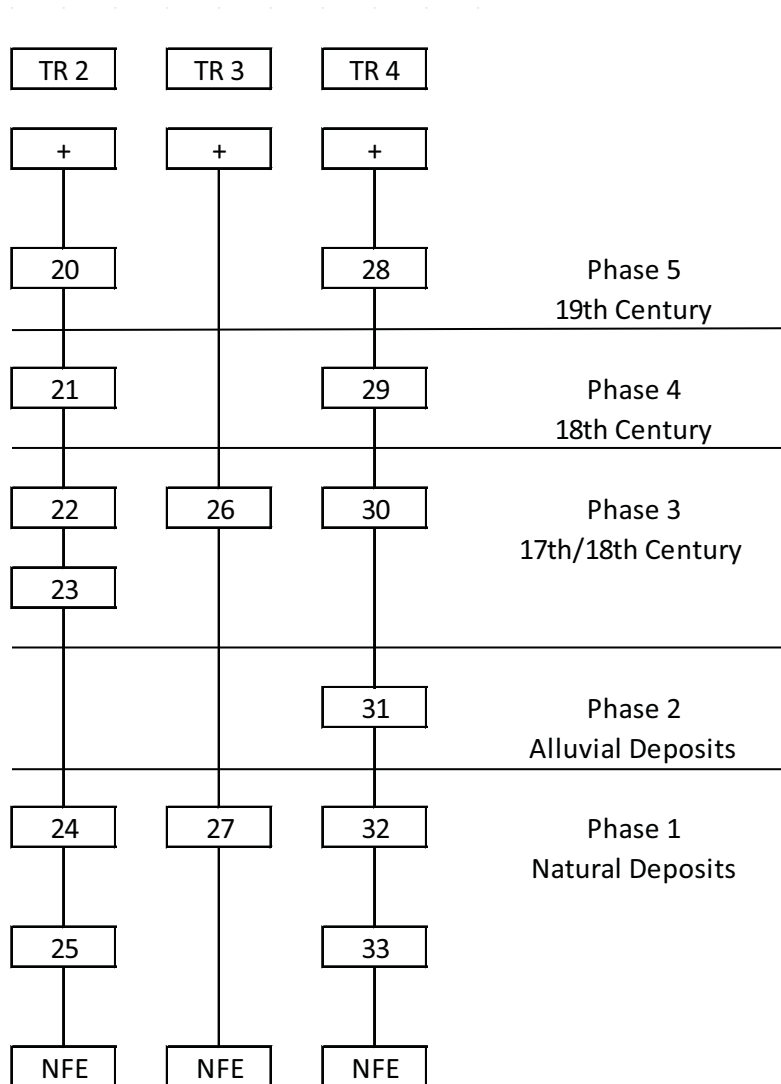 TR 2 TR 3 TR 4
+ + +
20 28 Phase 5
19th Century
21 29 Phase 4
18th Century
22 26 30 Phase 3
17th/18th Century
23
31 Phase 2
Alluvial Deposits
24 27 32 Phase 1
Natural Deposits
25 33
NFE NFE NFE